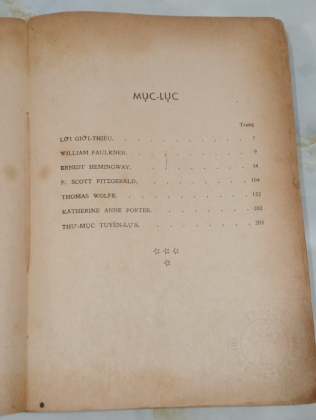 MỤC-LỤC
Trang
LỜI GIỚI-THIỆU. 7
WILLIAM FAULKNER. 9
ERNEST HEMINGWAY. 54
F. SCOTT FITZGERALD. 104
THOMAS WOLFE. 152
KATHERINE ANNE PORTER. 202
THƯ-MỤC TUYỂN-LỰA. 263